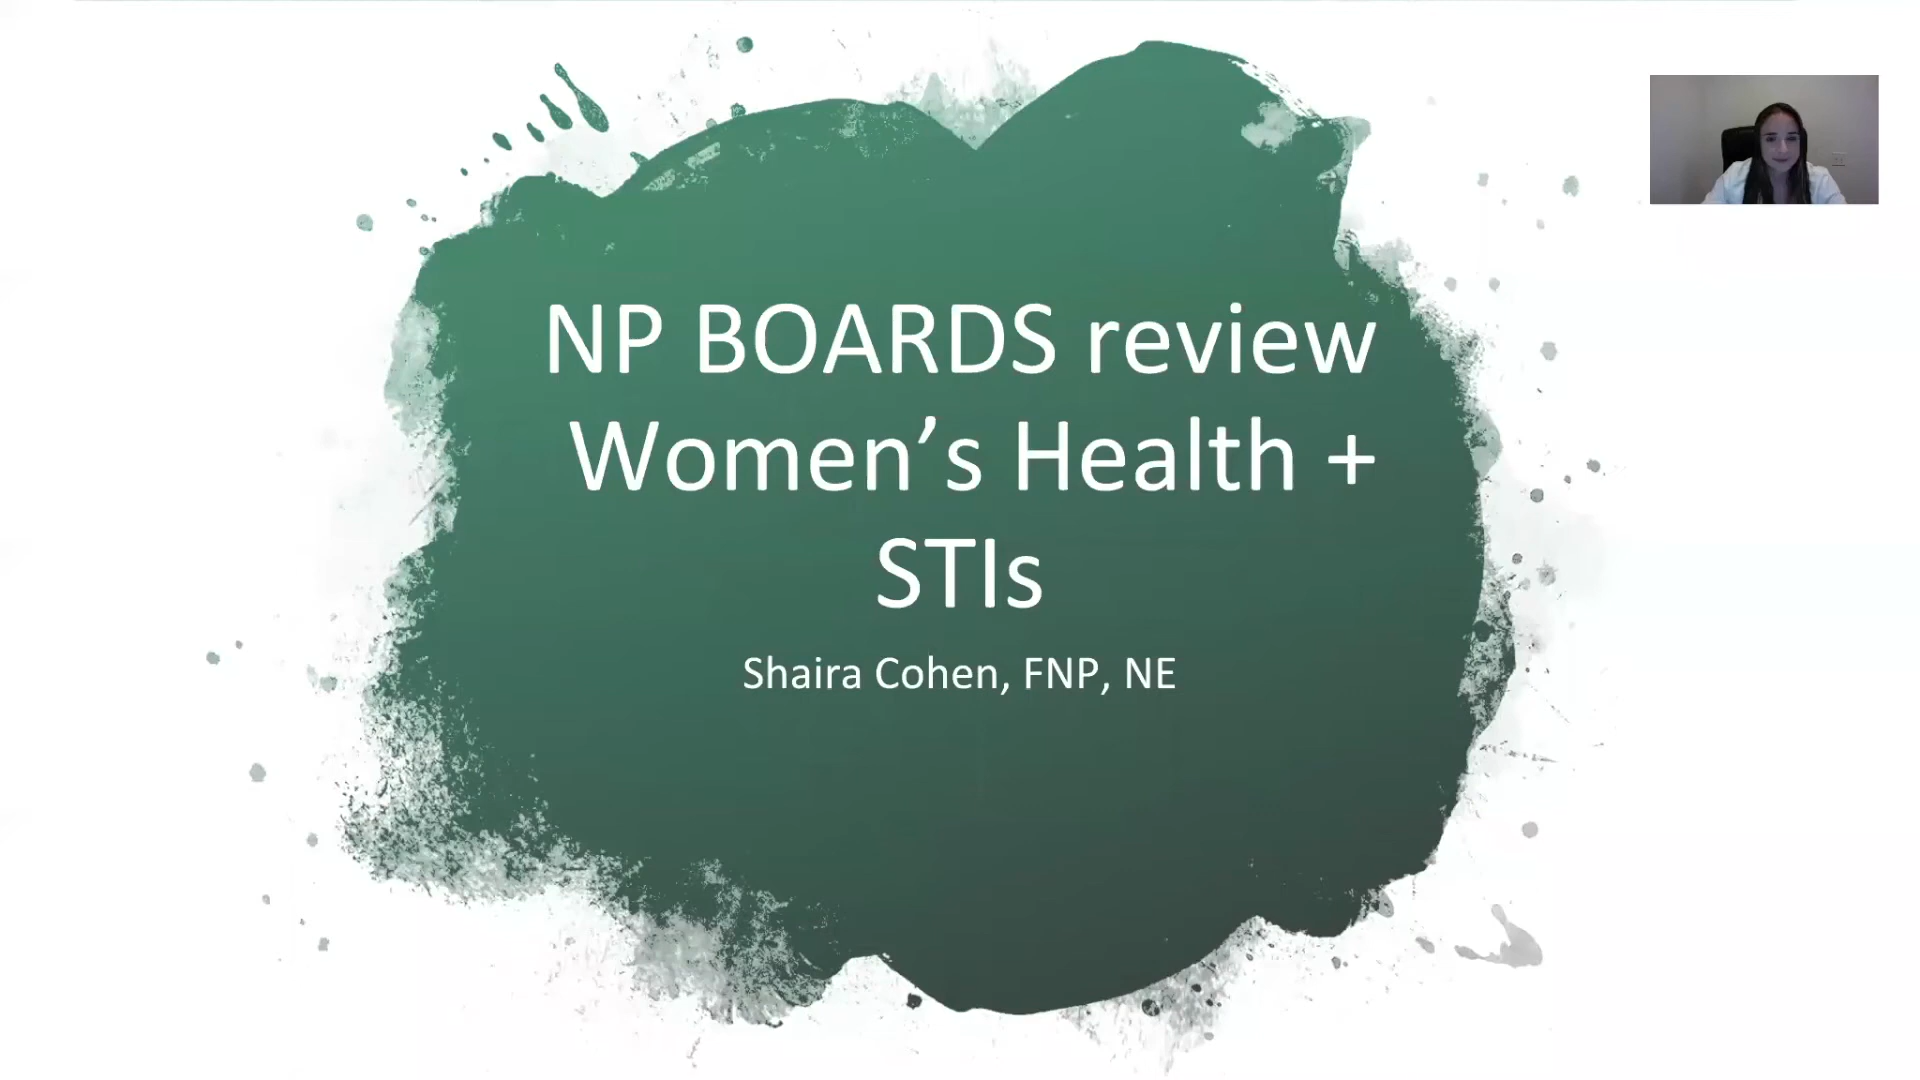 NP BOARDS review
Women’s Health +
STIs
Shaira Cohen, FNP, NE